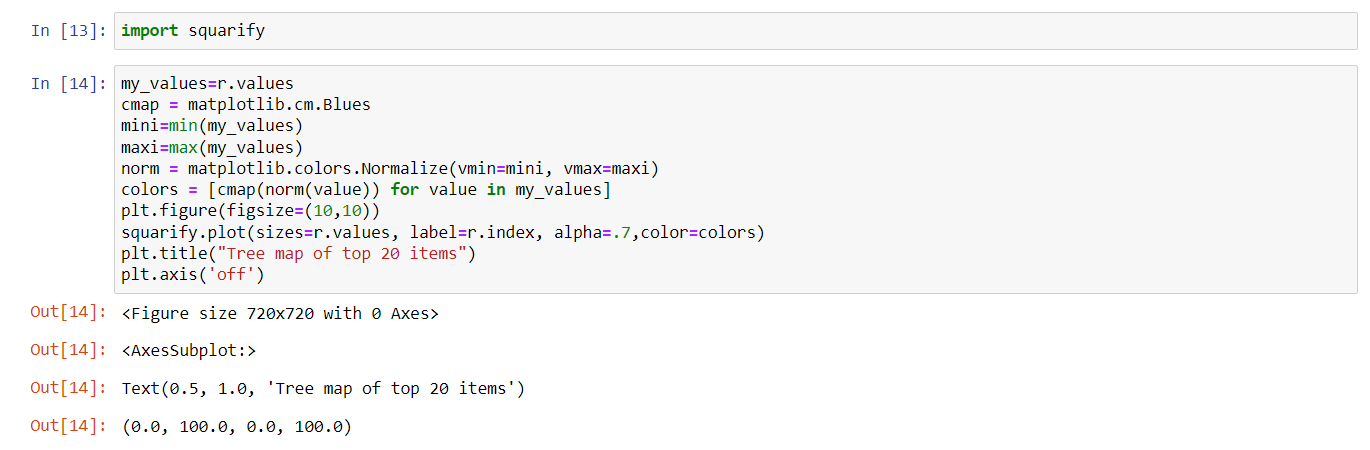 In [13]: import squarify
In [14]: my_values=r.values
cmap = matplotlib.cm.Blues
mini=min(my_values)
maxi=max(my_values)
norm = matplotlib.colors.Normalize(vmin=mini, vmax=maxi)
colors = [cmap(norm(value)) for value in my_values]
plt.figure(figsize=(10,10))
squarify.plot(sizes=r.values, label=r.index, alpha=.7,color=colors)
plt.title("Tree map of top 20 items")
plt.axis('off')
Out[14]: <Figure size 720x720 with 0 Axes>
Out[14]: <AxesSubplot:>
Out[14]: Text(0.5, 1.0, 'Tree map of top 20 items')
Out[14]: (0.0, 100.0, 0.0, 100.0)